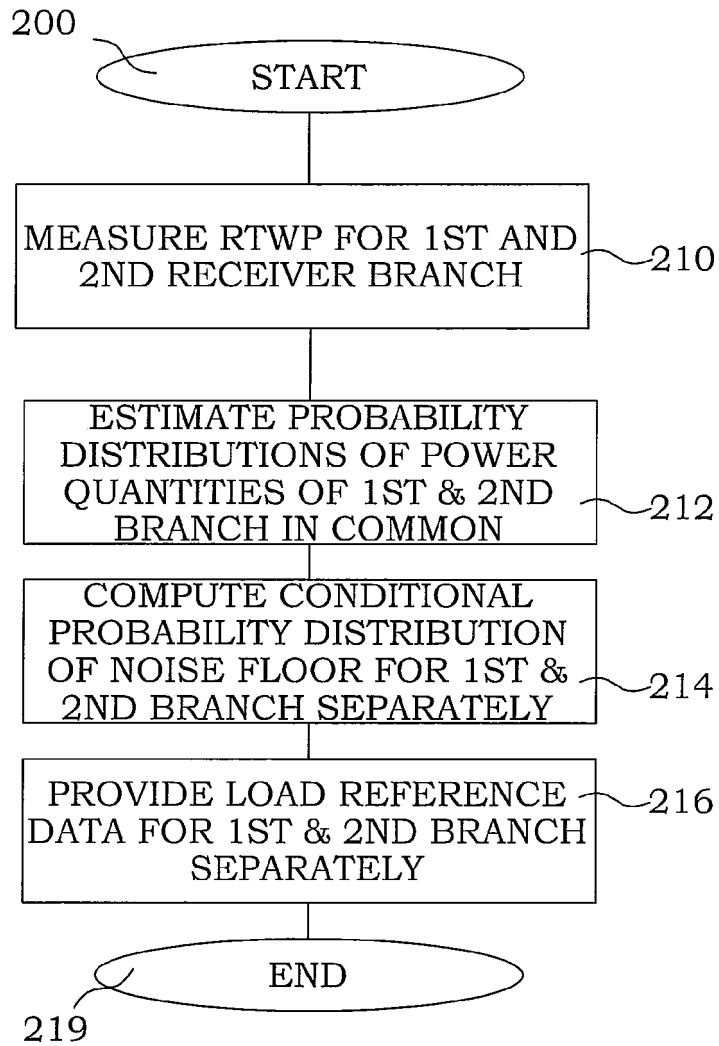 200
START
MEASURE RTWP FOR 1ST AND
2ND RECEIVER BRANCH
210
ESTIMATE PROBABILITY
DISTRIBUTIONS OF POWER
QUANTITIES OF 1ST & 2ND
BRANCH IN COMMON
212
COMPUTE CONDITIONAL
PROBABILITY DISTRIBUTION
OF NOISE FLOOR FOR 1ST &
2ND BRANCH SEPARATELY
214
PROVIDE LOAD REFERENCE
DATA FOR 1ST & 2ND BRANCH
SEPARATELY
216
END
219